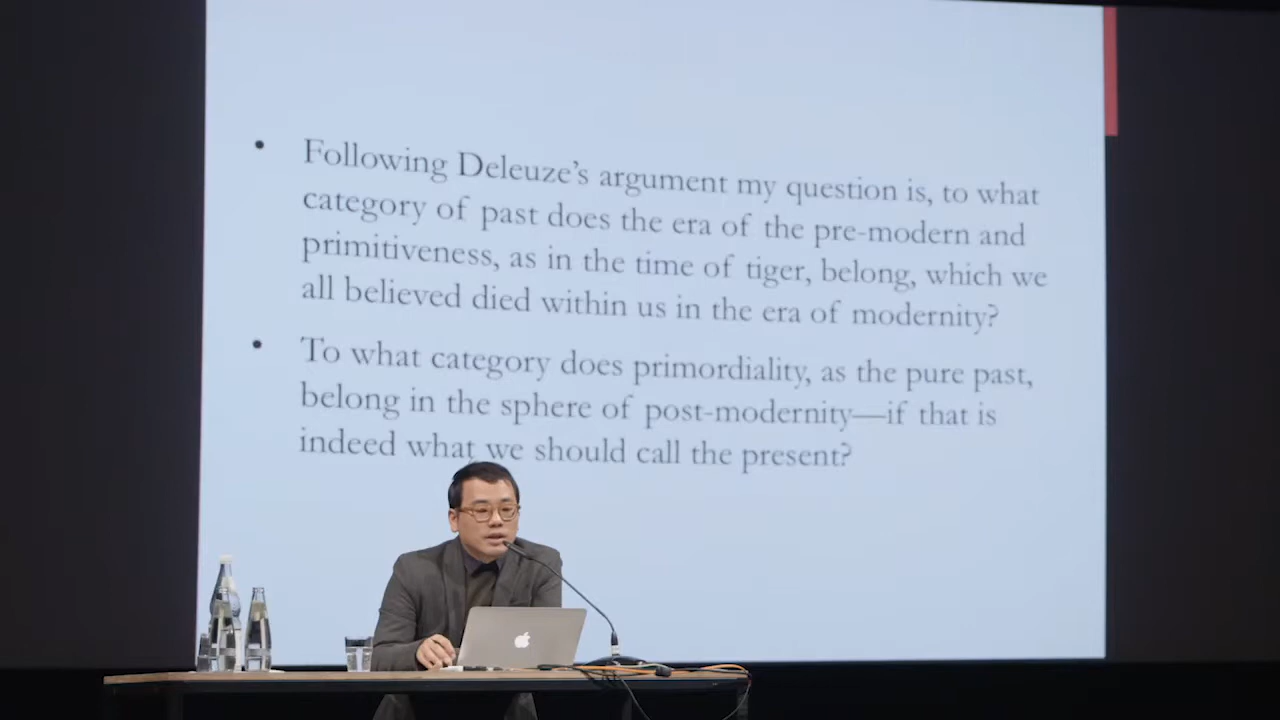 • Following Deleuze's argument my question is, to what
category of past does the era of the pre-modern and
primitiveness, as in the time of tiger, belong, which we
all believed died within us in the era of modernity?
• To what category does primordiality, as the pure past,
belong in the sphere of post-modernity—if that is
indeed what we should call the present?